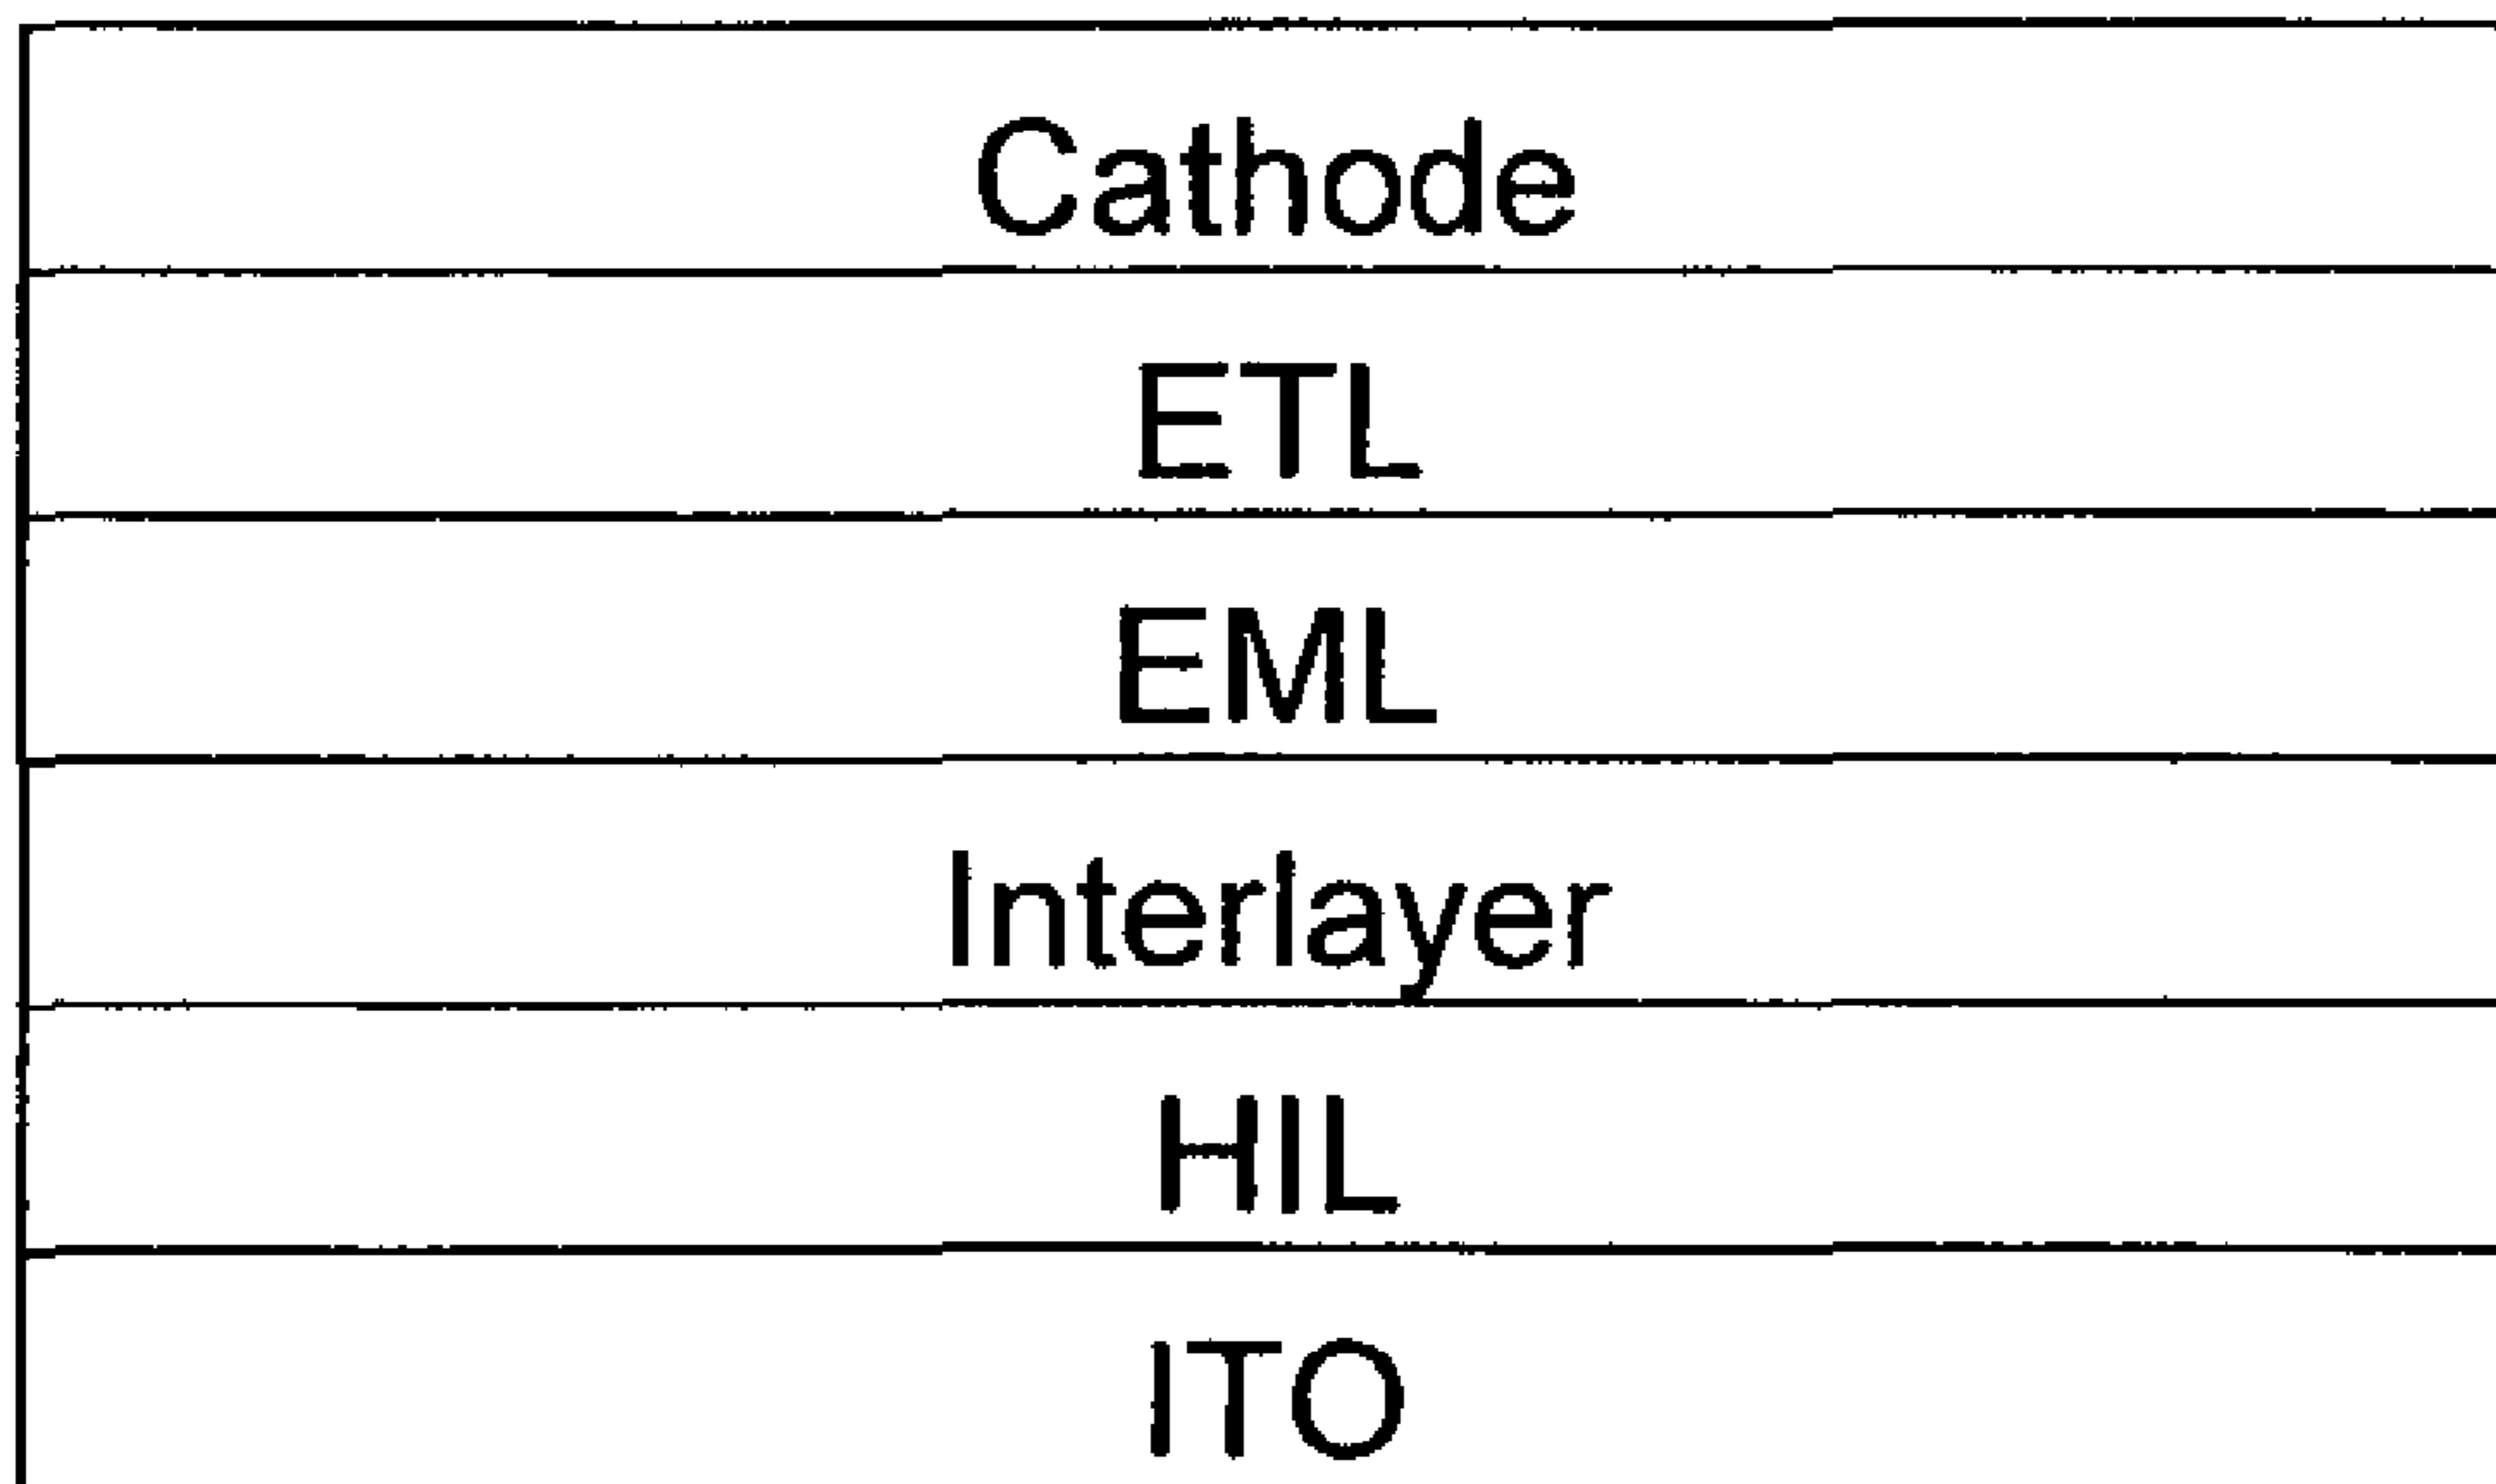 Cathode
ETL
EML
Interlayer
HIL
ITO